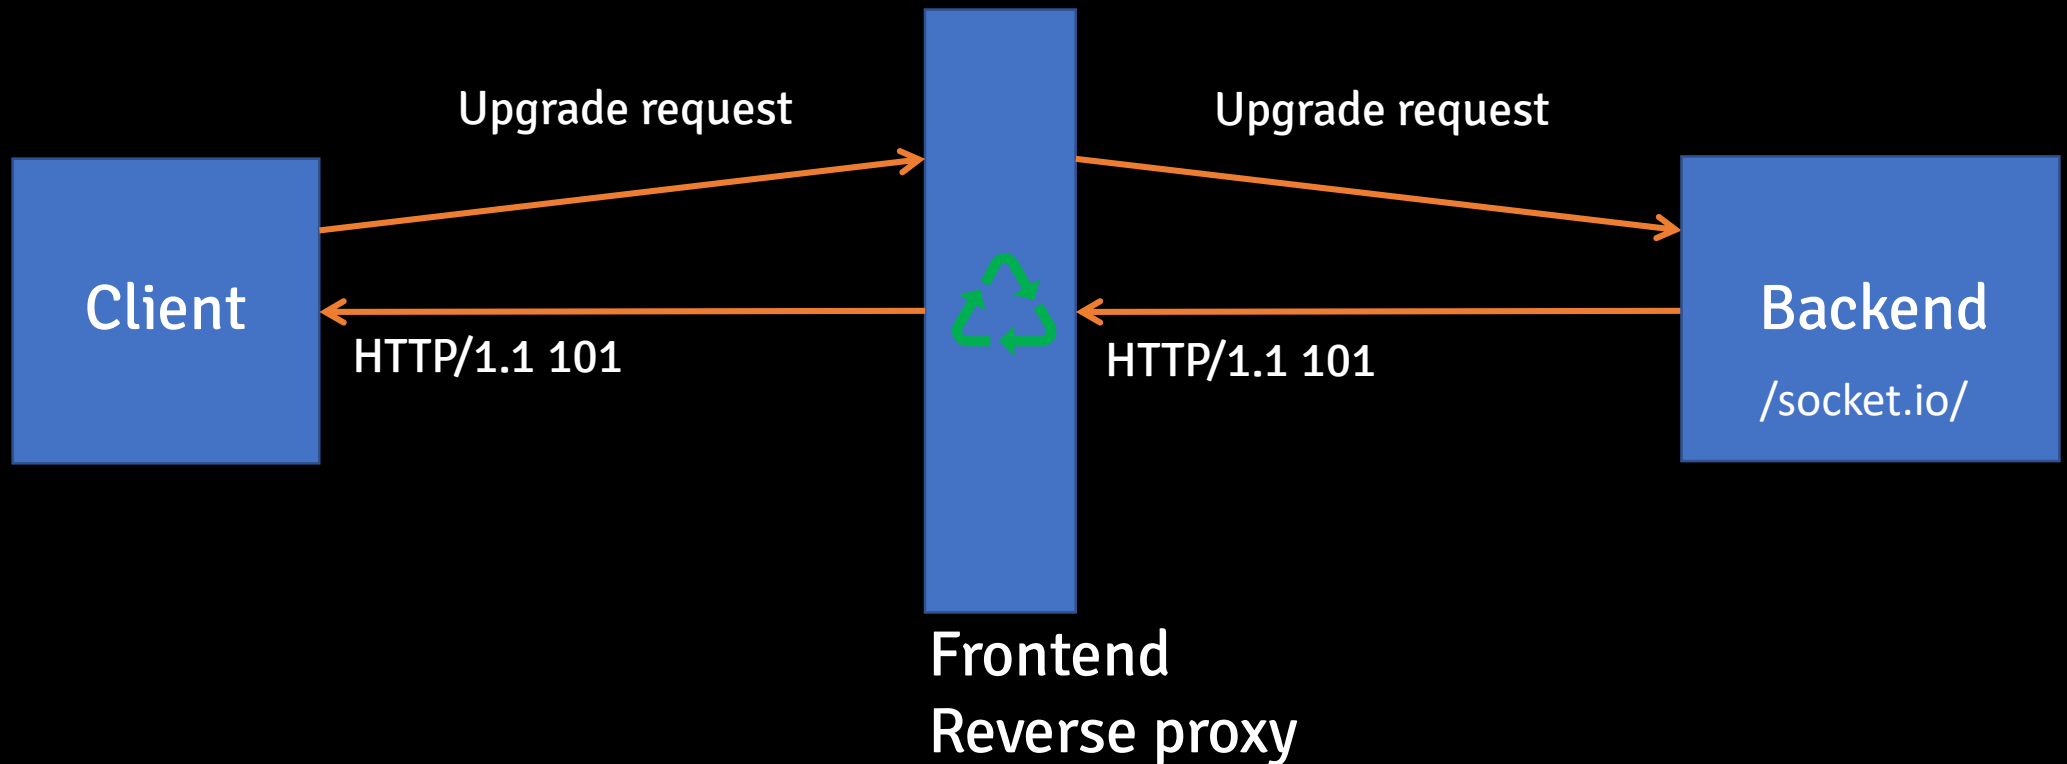 Upgrade request
Upgrade request
Client
HTTP/1.1 101
HTTP/1.1 101
Backend
/socket.io/
Frontend
Reverse proxy